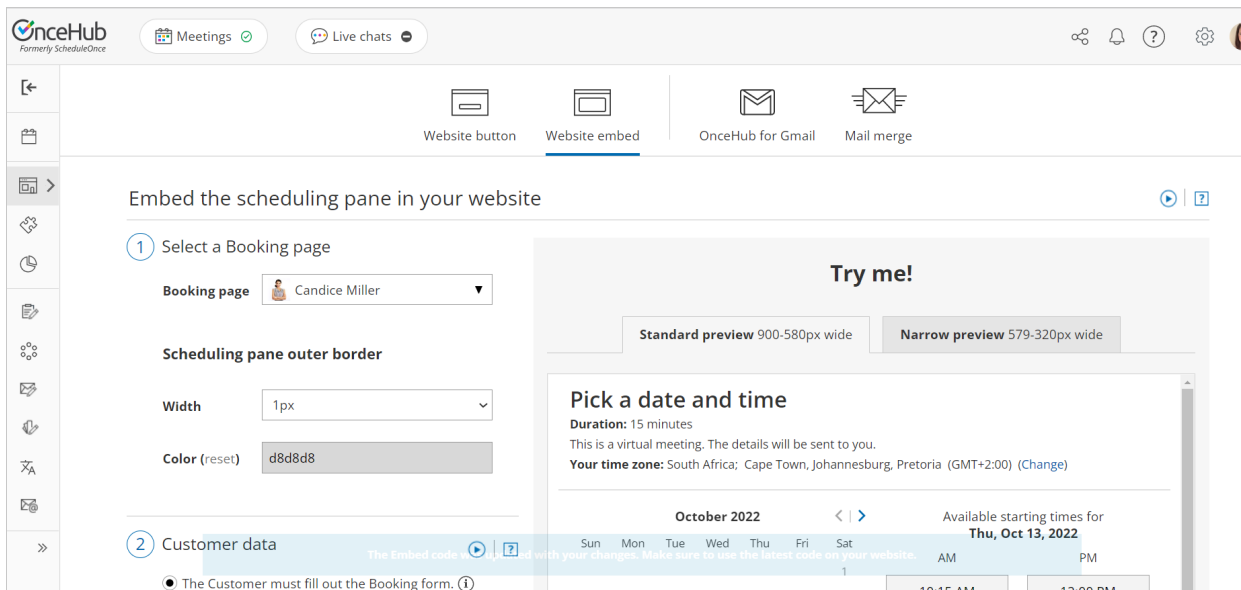 OnceHub
Formerly ScheduleOnce
Meetings
Live chats
?
Website button
Website embed
OnceHub for Gmail
Mail merge
Embed the scheduling pane in your website
?
1 Select a Booking page
Booking page Candice Miller
Scheduling pane outer border
Width 1px
Color (reset) d8d8d8
2 Customer data
?
The Customer must fill out the Booking form. i
Try me!
Standard preview 900-580px wide
Narrow preview 579-320px wide
Pick a date and time
Duration: 15 minutes
This is a virtual meeting. The details will be sent to you.
Your time zone: South Africa; Cape Town, Johannesburg, Pretoria (GMT+2:00) (Change)
October 2022
Sun Mon Tue Wed Thu Fri Sat
1
Available starting times for
Thu, Oct 13, 2022
AM PM
10:15 AM 12:00 PM
The Embed code was updated with your changes. Make sure to use the latest code on your website.